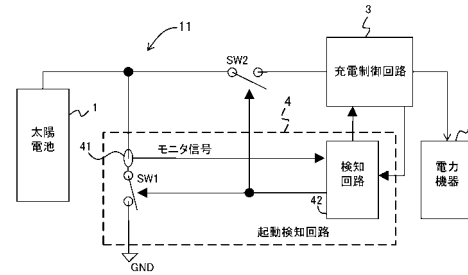 11
3
SW2
充電制御回路
1
4
太陽
電池
41
モニタ信号
SW1
検知
回路
電力
機器
42
起動検知回路
GND